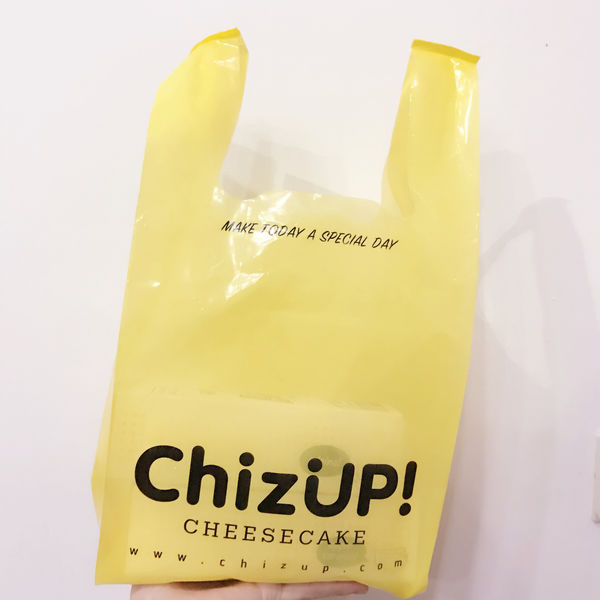 MAKE TODAY A SPECIAL DAY
ChizUP!
CHEESECAKE
www.chizup.com